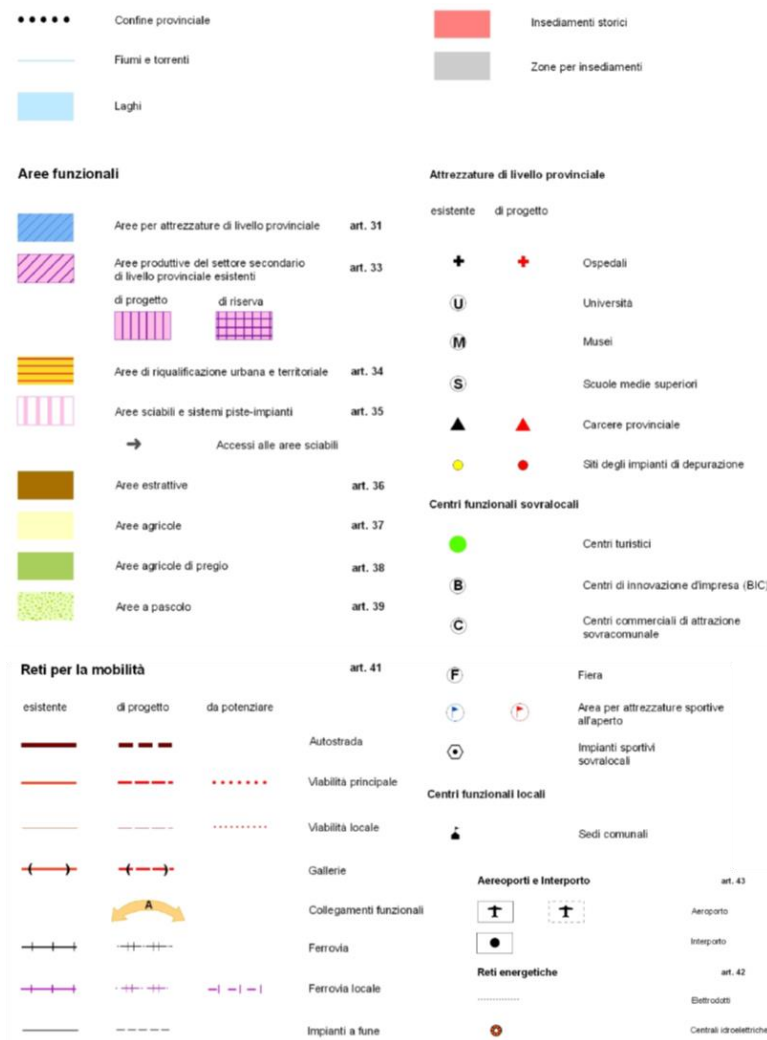 Confine provinciale
Fiumi e torrenti
Laghi
Insediamenti storici
Zone per insediamenti
Aree funzionali
Aree per attrezzature di livello provinciale art. 31
Aree produttive del settore secondario
di livello provinciale esistenti art. 33
di progetto di riserva
Aree di riqualificazione urbana e territoriale art. 34
Aree sciabili e sistemi piste-impianti art. 35
Accessi alle aree sciabili
Aree estrattive art. 36
Aree agricole art. 37
Aree agricole di pregio art. 38
Aree a pascolo art. 39
Reti per la mobilità art. 41
esistente di progetto da potenziare
Autostrada
Viabilità principale
Viabilità locale
Gallerie
A Collegamenti funzionali
Ferrovia
Ferrovia locale
Impianti a fune
Attrezzature di livello provinciale
esistente di progetto
Ospedali
U Università
M Musei
S Scuole medie superiori
Carcere provinciale
Siti degli impianti di depurazione
Centri funzionali sovralocali
Centri turistici
B Centri di innovazione d'impresa (BIC)
C Centri commerciali di attrazione
sovracomunale
F Fiera
Area per attrezzature sportive
all'aperto
Impianti sportivi
sovralocali
Centri funzionali locali
Sedi comunali
Aereoporti e Interporto art. 43
Aeroporto
Interporto
Reti energetiche art. 42
Elettrodotti
Centrali idroelettriche